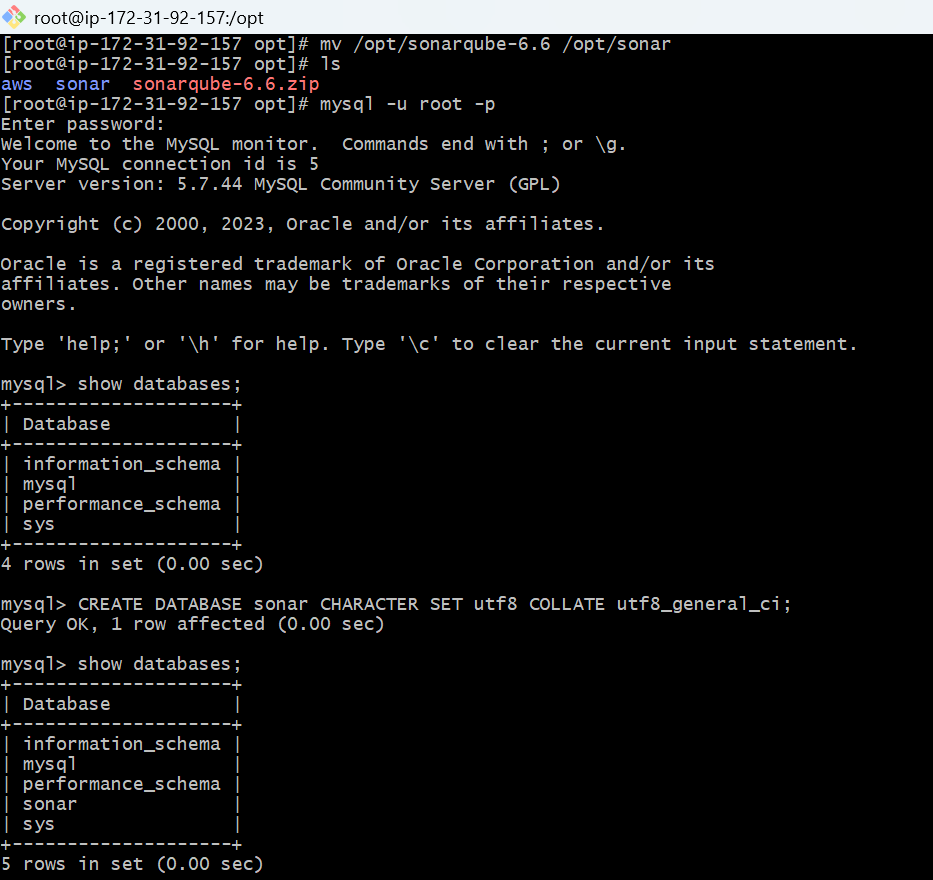 root@ip-172-31-92-157:/opt
[root@ip-172-31-92-157 opt]# mv /opt/sonarqube-6.6 /opt/sonar
[root@ip-172-31-92-157 opt]# ls
aws  sonar  sonarqube-6.6.zip
[root@ip-172-31-92-157 opt]# mysql -u root -p
Enter password:
Welcome to the MySQL monitor.  Commands end with ; or \g.
Your MySQL connection id is 5
Server version: 5.7.44 MySQL Community Server (GPL)
Copyright (c) 2000, 2023, Oracle and/or its affiliates.
Oracle is a registered trademark of Oracle Corporation and/or its
affiliates. Other names may be trademarks of their respective
owners.
Type 'help;' or '\h' for help. Type '\c' to clear the current input statement.
mysql> show databases;
+--------------------+
| Database           |
+--------------------+
| information_schema |
| mysql              |
| performance_schema |
| sys                |
+--------------------+
4 rows in set (0.00 sec)
mysql> CREATE DATABASE sonar CHARACTER SET utf8 COLLATE utf8_general_ci;
Query OK, 1 row affected (0.00 sec)
mysql> show databases;
+--------------------+
| Database           |
+--------------------+
| information_schema |
| mysql              |
| performance_schema |
| sonar              |
| sys                |
+--------------------+
5 rows in set (0.00 sec)